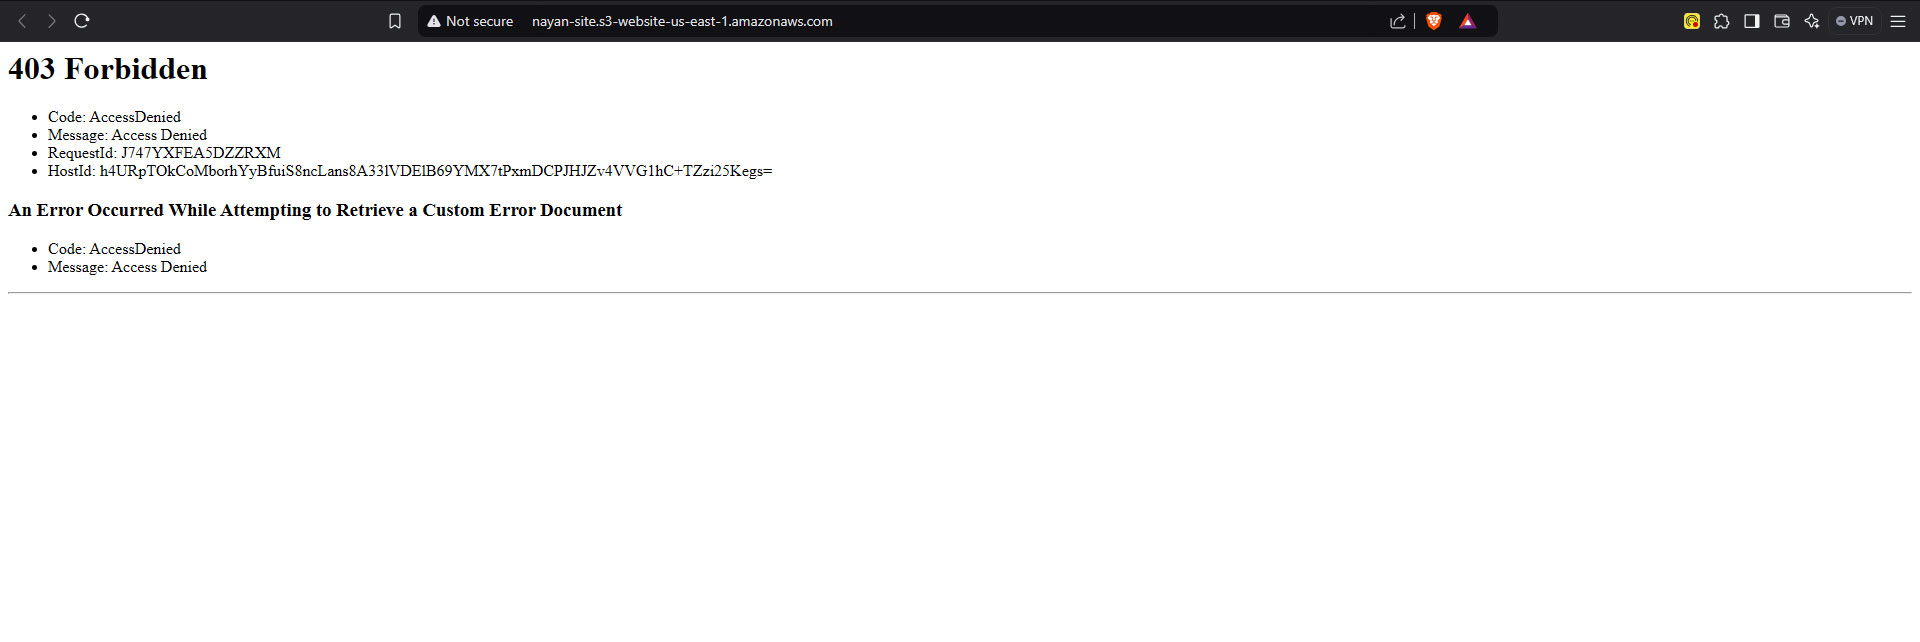 Not secure nayan-site.s3-website-us-east-1.amazonaws.com VPN
403 Forbidden
Code: AccessDenied
Message: Access Denied
RequestId: J747YXFEA5DZZRXM
HostId: h4URpTOkCoMborhYyBfuiS8ncLans8A33lVDElB69YMX7tPxmDCPJHJZv4VVG1hC+TZzi25Kegs=
An Error Occurred While Attempting to Retrieve a Custom Error Document
Code: AccessDenied
Message: Access Denied